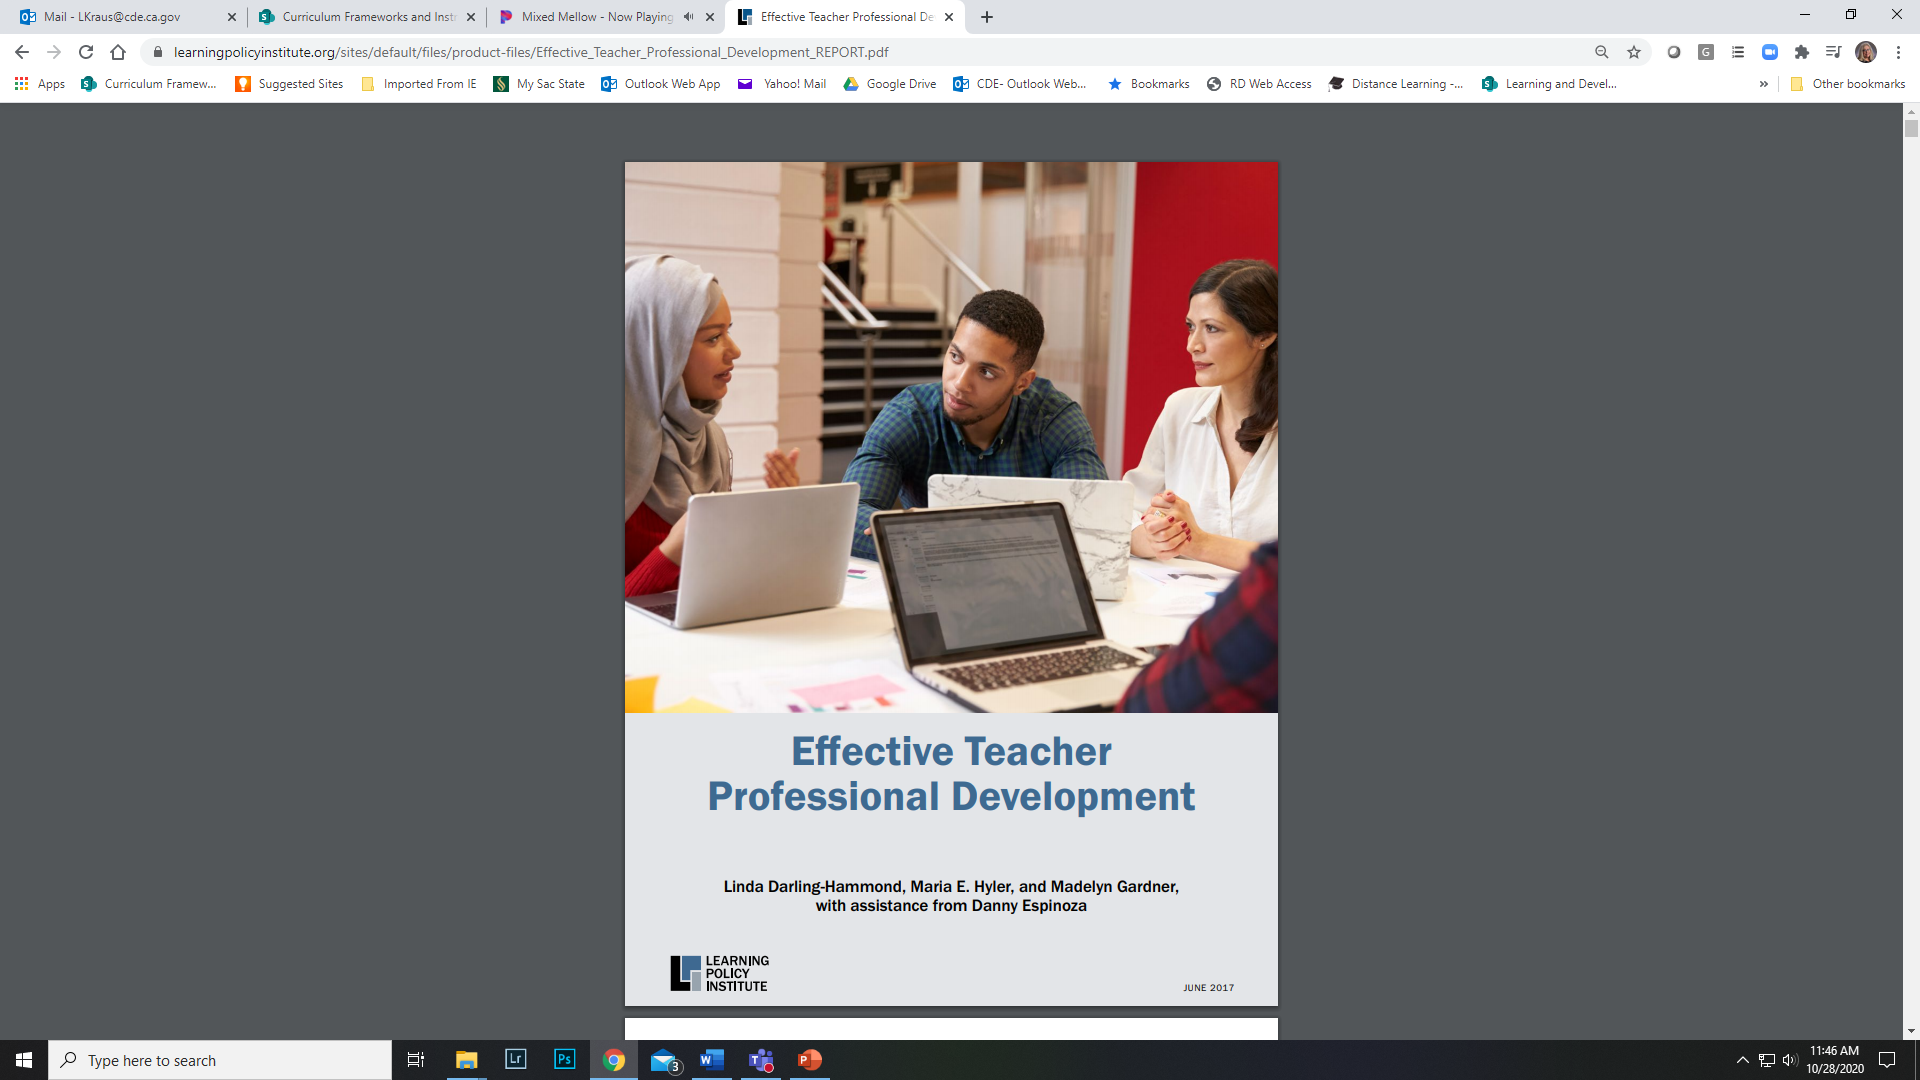 Mail - LKraus@cde.ca.gov
Curriculum Frameworks and Instr
Mixed Mellow - Now Playing
Effective Teacher Professional De
learningpolicyinstitute.org/sites/default/files/product-files/Effective_Teacher_Professional_Development_REPORT.pdf
Apps
Curriculum Framew...
Suggested Sites
Imported From IE
My Sac State
Outlook Web App
Yahoo! Mail
Google Drive
CDE- Outlook Web...
Bookmarks
RD Web Access
Distance Learning -...
Learning and Devel...
»
Other bookmarks
Effective Teacher
Professional Development
Linda Darling-Hammond, Maria E. Hyler, and Madelyn Gardner,
with assistance from Danny Espinoza
LEARNING
POLICY
INSTITUTE
JUNE 2017
Type here to search
Lr
Ps
3
11:46 AM
10/28/2020